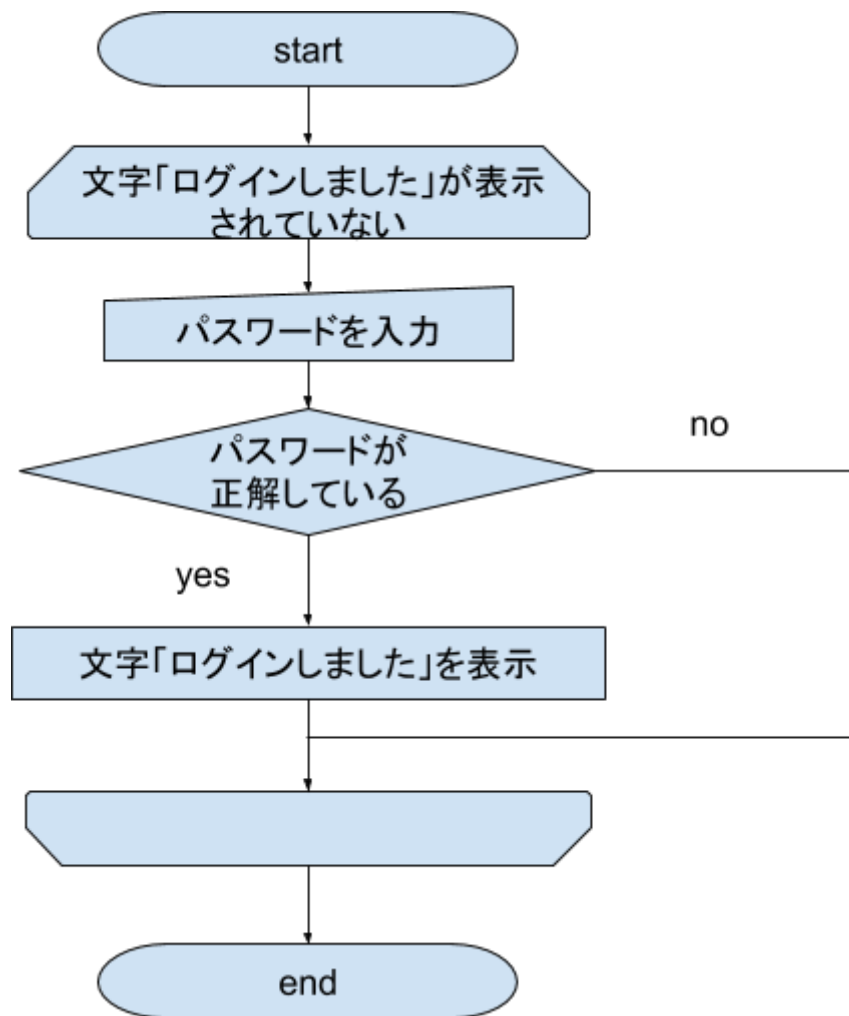 start
文字「ログインしました」が表示
されていない
パスワードを入力
パスワードが
正解している
no
yes
文字「ログインしました」を表示
end